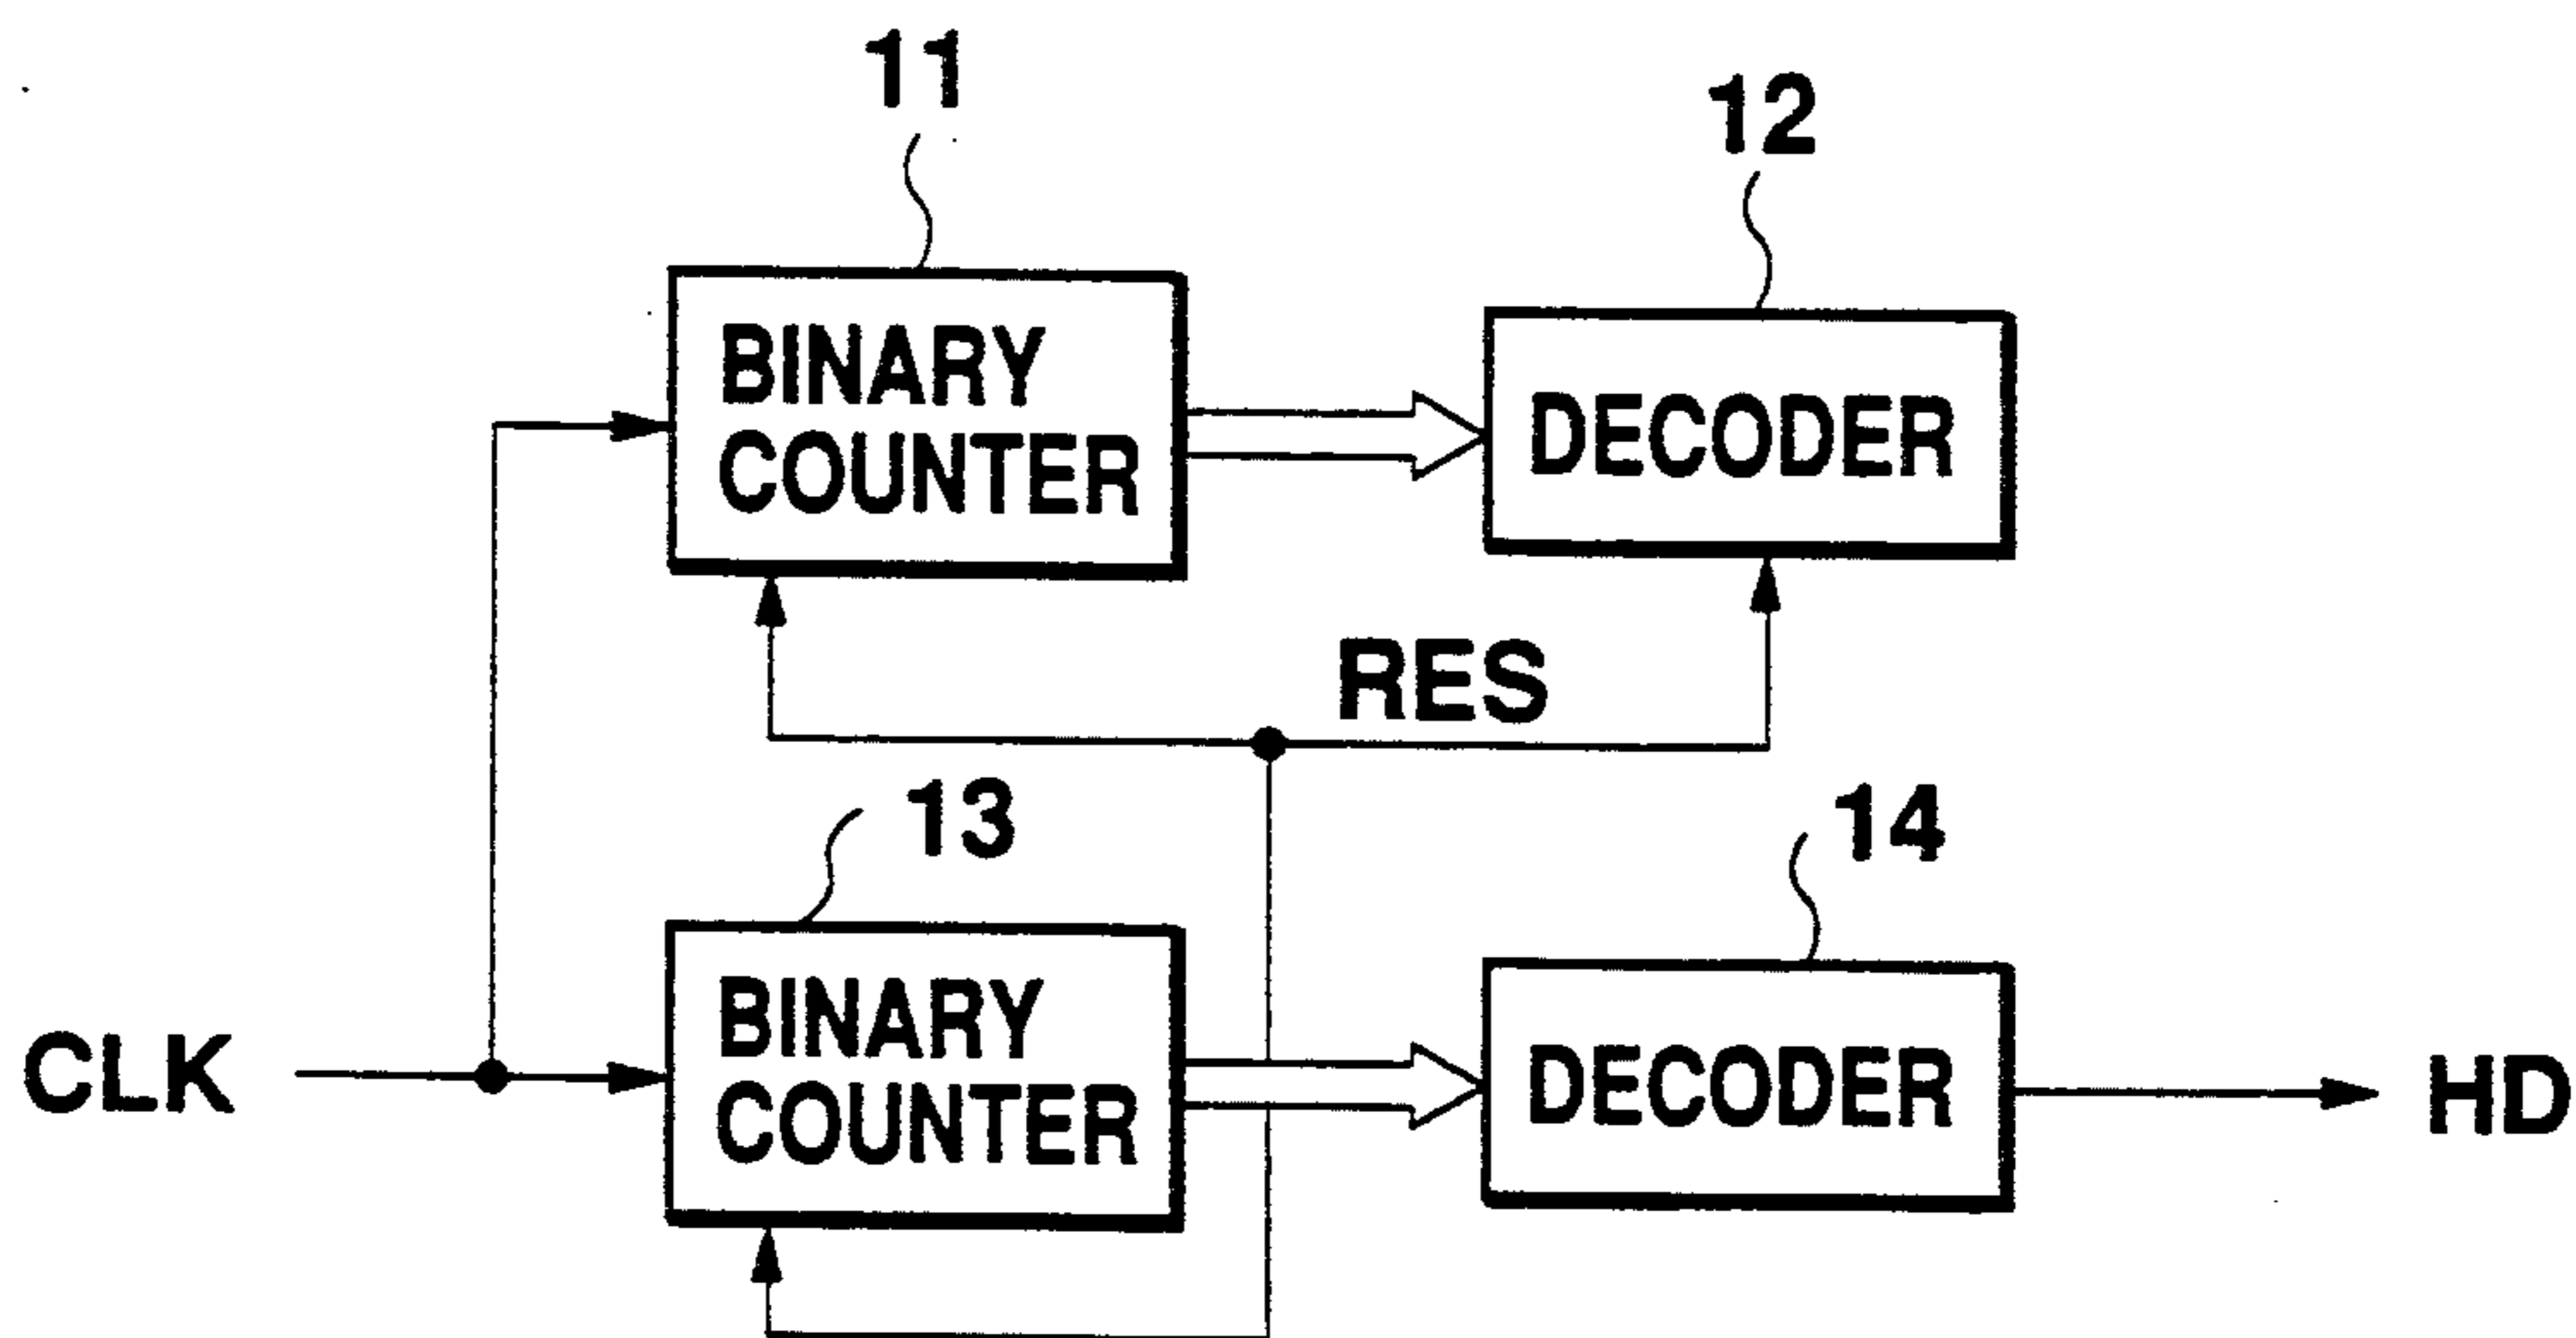 11
12
BINARY
COUNTER
DECODER
RES
13
14
BINARY
COUNTER
DECODER
CLK
HD